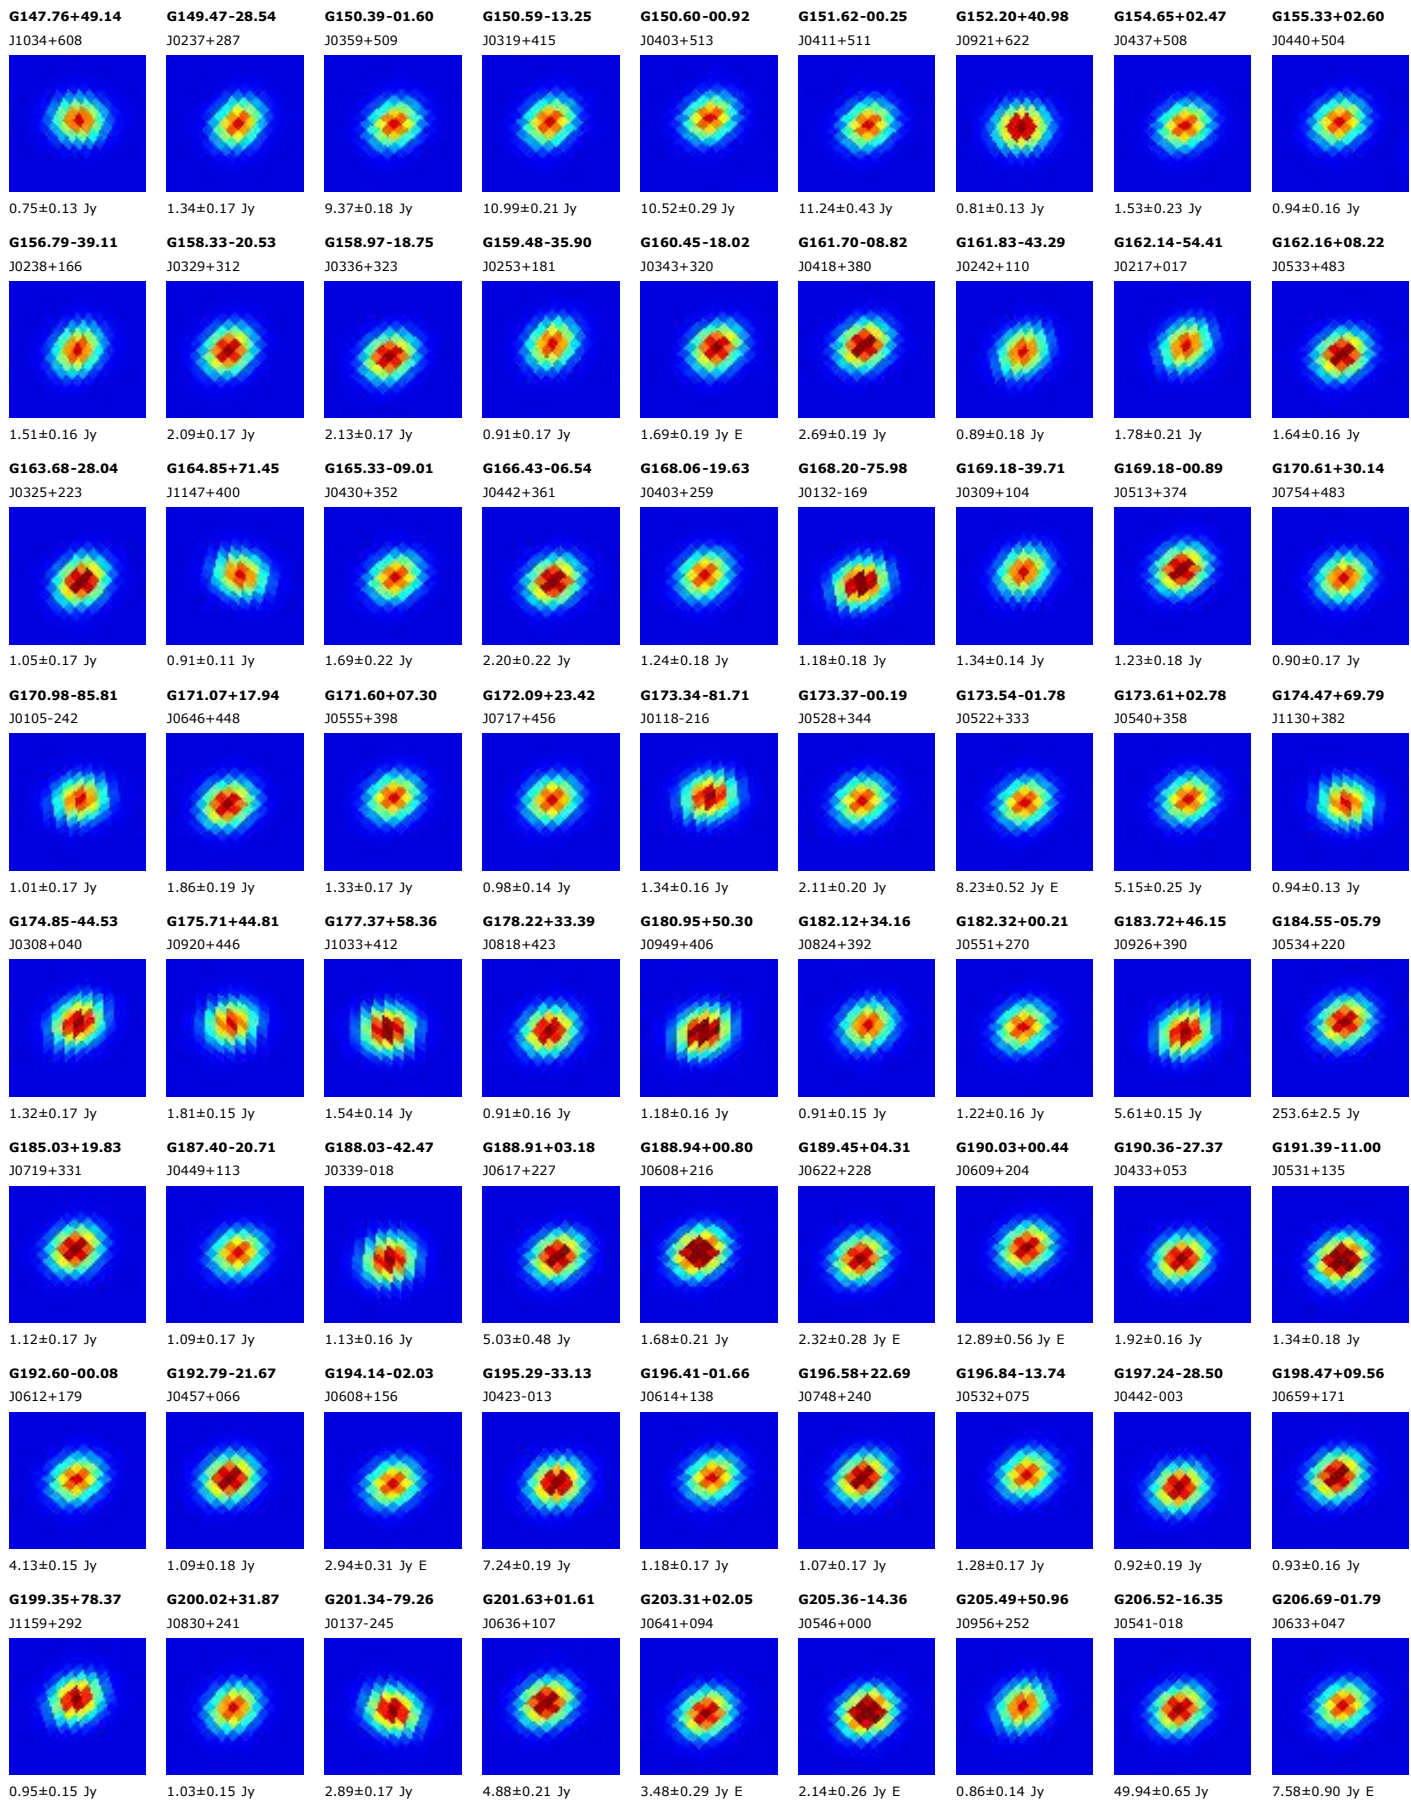 G147.76+49.14 G149.47-28.54 G150.39-01.60 G150.59-13.25 G150.60-00.92 G151.62-00.25 G152.20+40.98 G154.65+02.47 G155.33+02.60
J1034+608 J0237+287 J0359+509 J0319+415 J0403+513 J0411+511 J0921+622 J0437+508 J0440+504
0.75±0.13 Jy 1.34±0.17 Jy 9.37±0.18 Jy 10.99±0.21 Jy 10.52±0.29 Jy 11.24±0.43 Jy 0.81±0.13 Jy 1.53±0.23 Jy 0.94±0.16 Jy
G156.79-39.11 G158.33-20.53 G158.97-18.75 G159.48-35.90 G160.45-18.02 G161.70-08.82 G161.83-43.29 G162.14-54.41 G162.16+08.22
J0238+166 J0329+312 J0336+323 J0253+181 J0343+320 J0418+380 J0242+110 J0217+017 J0533+483
1.51±0.16 Jy 2.09±0.17 Jy 2.13±0.17 Jy 0.91±0.17 Jy 1.69±0.19 Jy E 2.69±0.19 Jy 0.89±0.18 Jy 1.78±0.21 Jy 1.64±0.16 Jy
G163.68-28.04 G164.85+71.45 G165.33-09.01 G166.43-06.54 G168.06-19.63 G168.20-75.98 G169.18-39.71 G169.18-00.89 G170.61+30.14
J0325+223 J1147+400 J0430+352 J0442+361 J0403+259 J0132-169 J0309+104 J0513+374 J0754+483
1.05±0.17 Jy 0.91±0.11 Jy 1.69±0.22 Jy 2.20±0.22 Jy 1.24±0.18 Jy 1.18±0.18 Jy 1.34±0.14 Jy 1.23±0.18 Jy 0.90±0.17 Jy
G170.98-85.81 G171.07+17.94 G171.60+07.30 G172.09+23.42 G173.34-81.71 G173.37-00.19 G173.54-01.78 G173.61+02.78 G174.47+69.79
J0105-242 J0646+448 J0555+398 J0717+456 J0118-216 J0528+344 J0522+333 J0540+358 J1130+382
1.01±0.17 Jy 1.86±0.19 Jy 1.33±0.17 Jy 0.98±0.14 Jy 1.34±0.16 Jy 2.11±0.20 Jy 8.23±0.52 Jy E 5.15±0.25 Jy 0.94±0.13 Jy
G174.85-44.53 G175.71+44.81 G177.37+58.36 G178.22+33.39 G180.95+50.30 G182.12+34.16 G182.32+00.21 G183.72+46.15 G184.55-05.79
J0308+040 J0920+446 J1033+412 J0818+423 J0949+406 J0824+392 J0551+270 J0926+390 J0534+220
1.32±0.17 Jy 1.81±0.15 Jy 1.54±0.14 Jy 0.91±0.16 Jy 1.18±0.16 Jy 0.91±0.15 Jy 1.22±0.16 Jy 5.61±0.15 Jy 253.6±2.5 Jy
G185.03+19.83 G187.40-20.71 G188.03-42.47 G188.91+03.18 G188.94+00.80 G189.45+04.31 G190.03+00.44 G190.36-27.37 G191.39-11.00
J0719+331 J0449+113 J0339-018 J0617+227 J0608+216 J0622+228 J0609+204 J0433+053 J0531+135
1.12±0.17 Jy 1.09±0.17 Jy 1.13±0.16 Jy 5.03±0.48 Jy 1.68±0.21 Jy 2.32±0.28 Jy E 12.89±0.56 Jy E 1.92±0.16 Jy 1.34±0.18 Jy
G192.60-00.08 G192.79-21.67 G194.14-02.03 G195.29-33.13 G196.41-01.66 G196.58+22.69 G196.84-13.74 G197.24-28.50 G198.47+09.56
J0612+179 J0457+066 J0608+156 J0423-013 J0614+138 J0748+240 J0532+075 J0442-003 J0659+171
4.13±0.15 Jy 1.09±0.18 Jy 2.94±0.31 Jy E 7.24±0.19 Jy 1.18±0.17 Jy 1.07±0.17 Jy 1.28±0.17 Jy 0.92±0.19 Jy 0.93±0.16 Jy
G199.35+78.37 G200.02+31.87 G201.34-79.26 G201.63+01.61 G203.31+02.05 G205.36-14.36 G205.49+50.96 G206.52-16.35 G206.69-01.79
J1159+292 J0830+241 J0137-245 J0636+107 J0641+094 J0546+000 J0956+252 J0541-018 J0633+047
0.95±0.15 Jy 1.03±0.15 Jy 2.89±0.17 Jy 4.88±0.21 Jy 3.48±0.29 Jy E 2.14±0.26 Jy E 0.86±0.14 Jy 49.94±0.65 Jy 7.58±0.90 Jy E